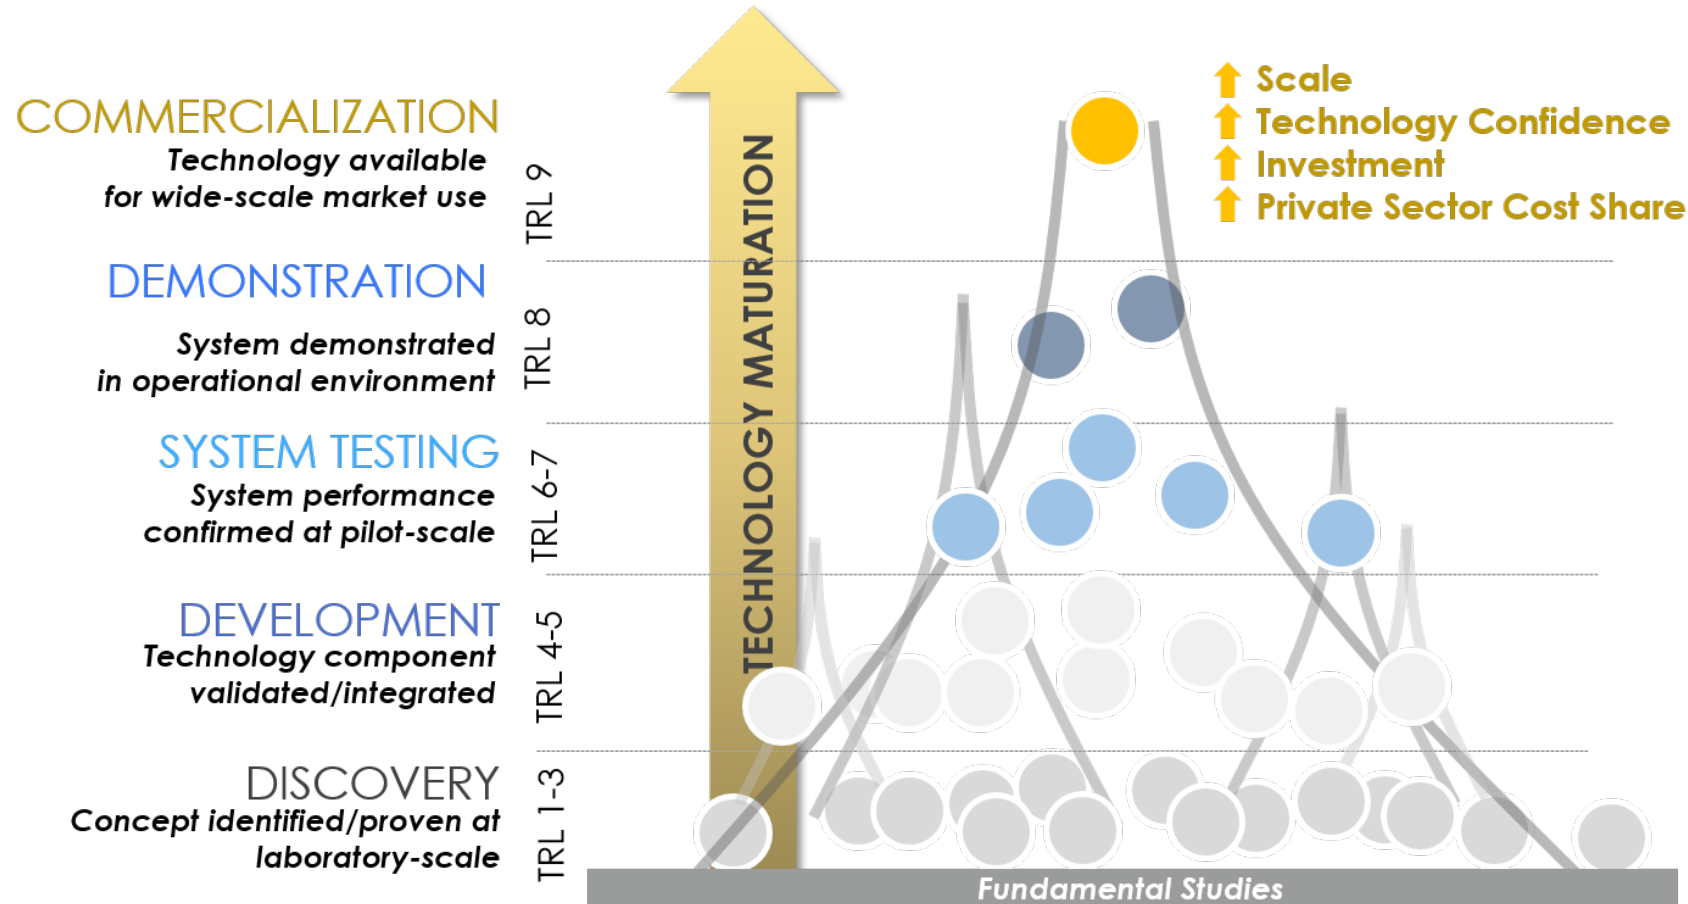 COMMERCIALIZATION
Technology available
for wide-scale market use
TRL 9
DEMONSTRATION
System demonstrated
in operational environment
TRL 8
SYSTEM TESTING
System performance
confirmed at pilot-scale
TRL 6-7
DEVELOPMENT
Technology component
validated/integrated
TRL 4-5
DISCOVERY
Concept identified/proven at
laboratory-scale
TRL 1-3
TECHNOLOGY MATURATION
Scale
Technology Confidence
Investment
Private Sector Cost Share
Fundamental Studies